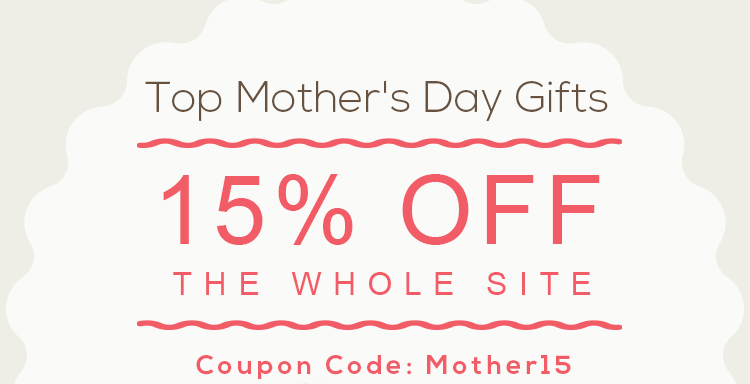 Top Mother's Day Gifts
15% OFF
THE WHOLE SITE
Coupon Code: Mother15